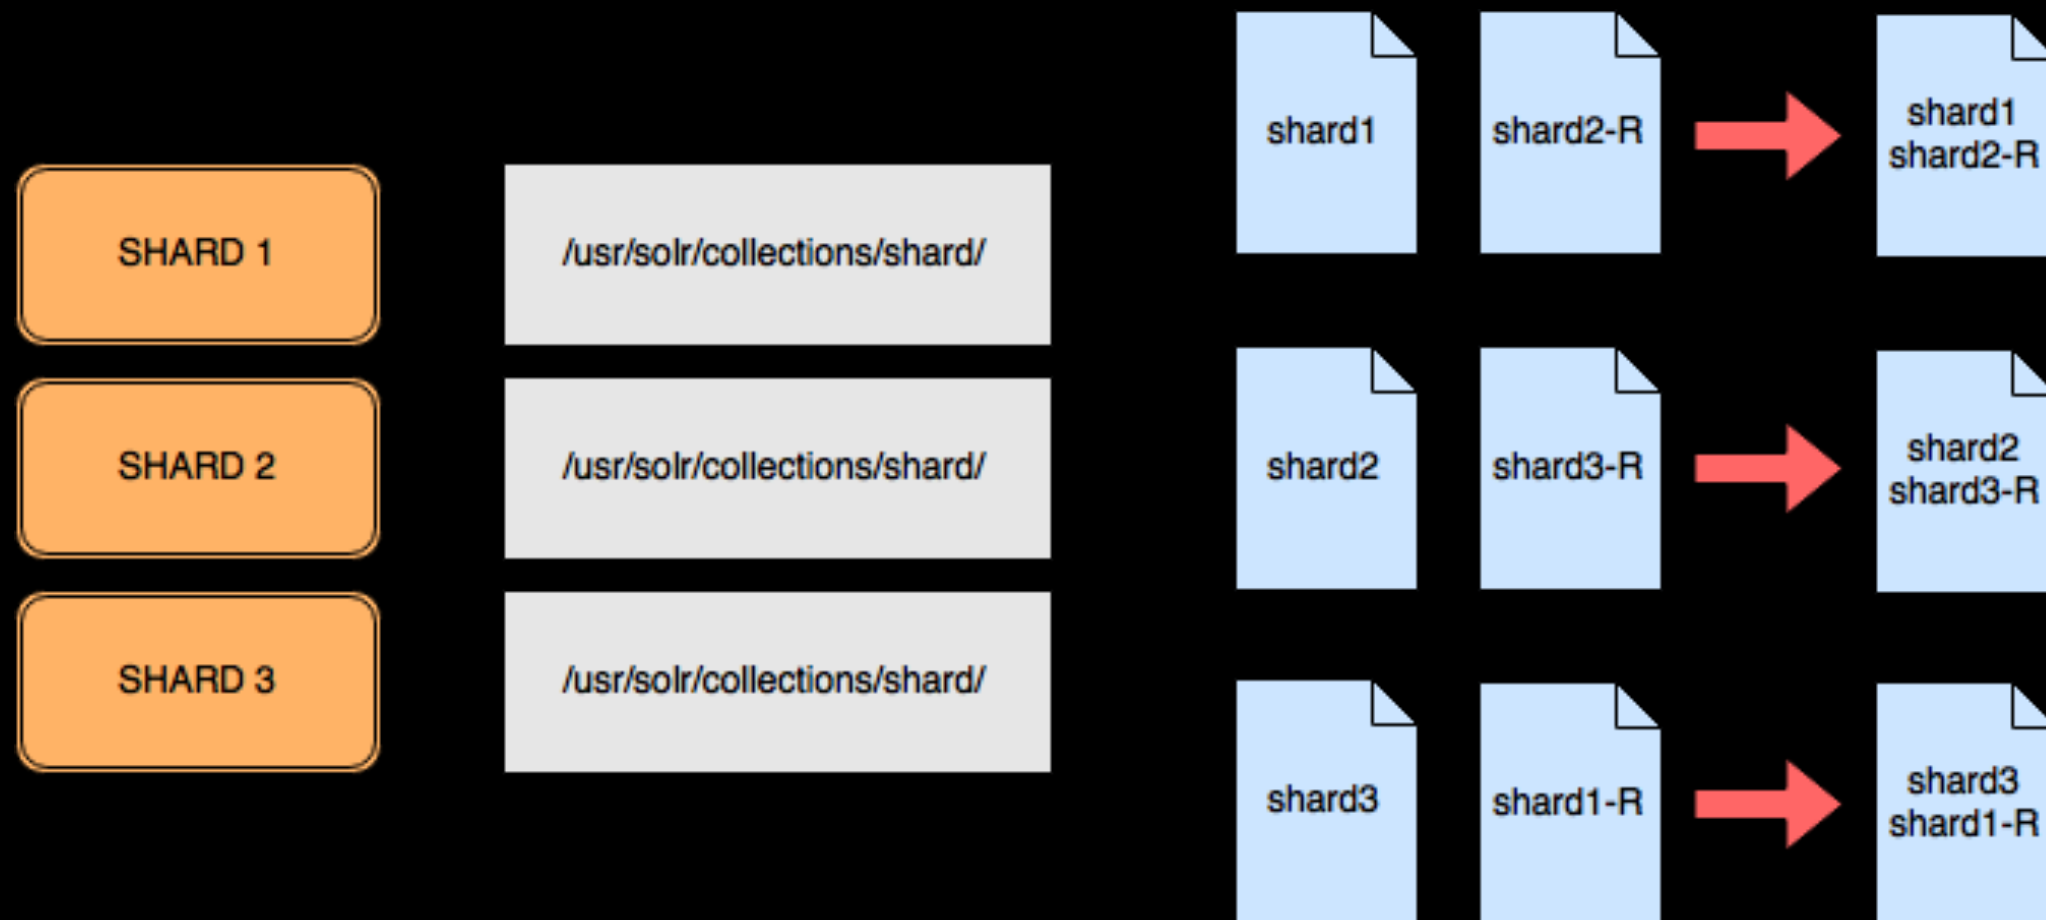 SHARD 1
/usr/solr/collections/shard/
SHARD 2
/usr/solr/collections/shard/
SHARD 3
/usr/solr/collections/shard/
shard1
shard2-R
shard1
shard2-R
shard2
shard3-R
shard2
shard3-R
shard3
shard1-R
shard3
shard1-R